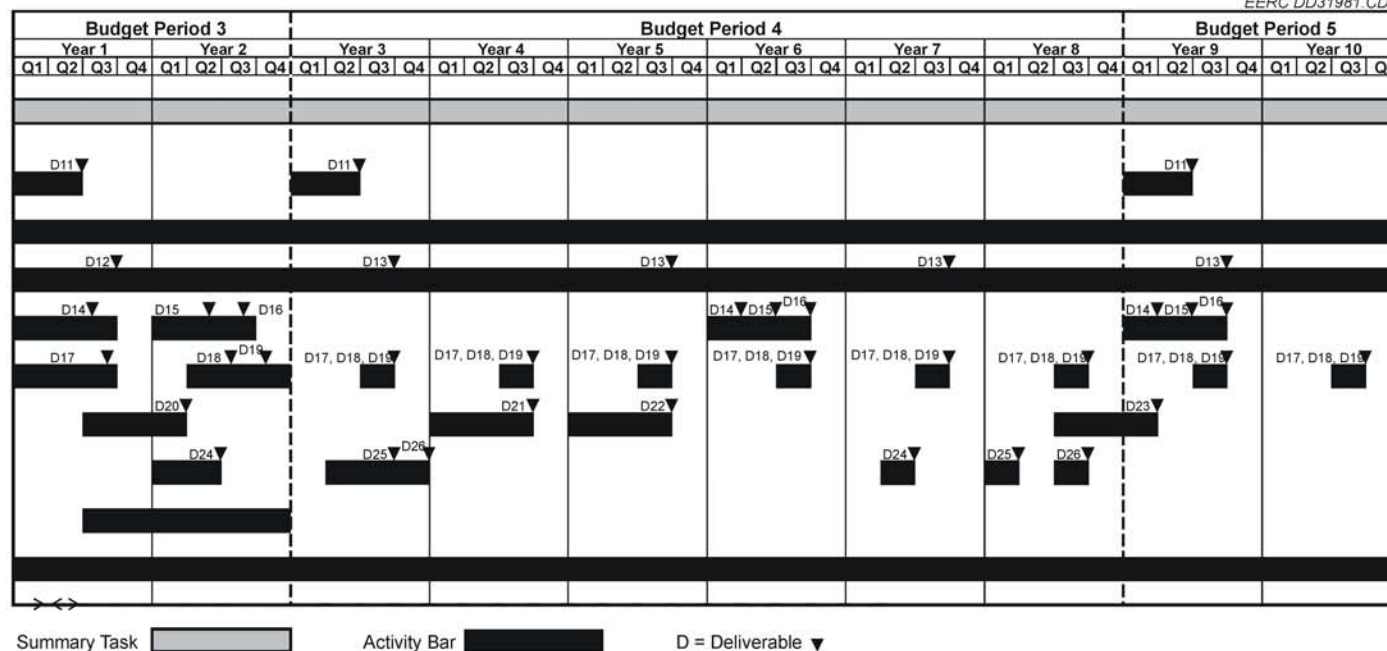 EERC DD31981.CD
Budget Period 3 Budget Period 4 Budget Period 5
Year 1 Year 2 Year 3 Year 4 Year 5 Year 6 Year 7 Year 8 Year 9 Year 10
Q1 Q2 Q3 Q4 Q1 Q2 Q3 Q4 Q1 Q2 Q3 Q4 Q1 Q2 Q3 Q4 Q1 Q2 Q3 Q4 Q1 Q2 Q3 Q4 Q1 Q2 Q3 Q4 Q1 Q2 Q3 Q4 Q1 Q2 Q3 Q4 Q1 Q2 Q3 Q
D11 D11 D11
D12 D13 D13 D13 D13
D14 D15 D16 D14 D15 D16 D14 D15 D16
D17 D18 D19 D17, D18, D19 D17, D18, D19 D17, D18, D19 D17, D18, D19 D17, D18, D19 D17, D18, D19 D17, D18, D19 D17, D18, D19
D20 D21 D22 D23
D24 D25 D26 D24 D25 D26
Summary Task Activity Bar D = Deliverable